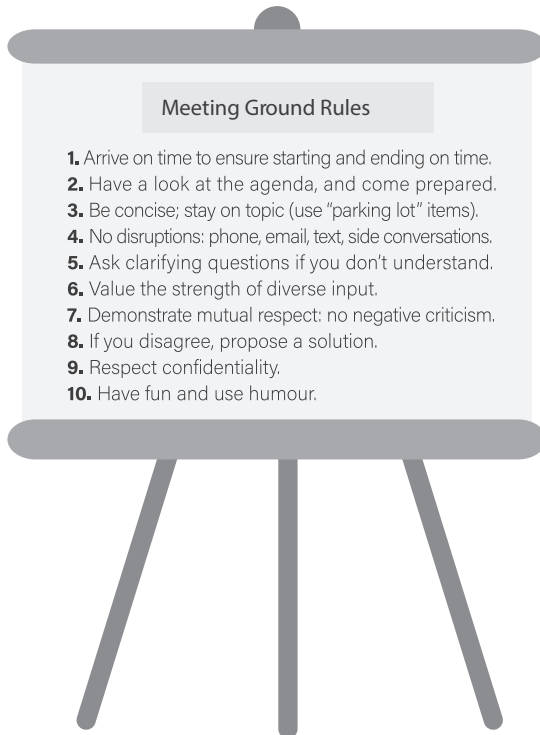 Meeting Ground Rules
1. Arrive on time to ensure starting and ending on time.
2. Have a look at the agenda, and come prepared.
3. Be concise; stay on topic (use “parking lot” items).
4. No disruptions: phone, email, text, side conversations.
5. Ask clarifying questions if you don’t understand.
6. Value the strength of diverse input.
7. Demonstrate mutual respect: no negative criticism.
8. If you disagree, propose a solution.
9. Respect confidentiality.
10. Have fun and use humour.